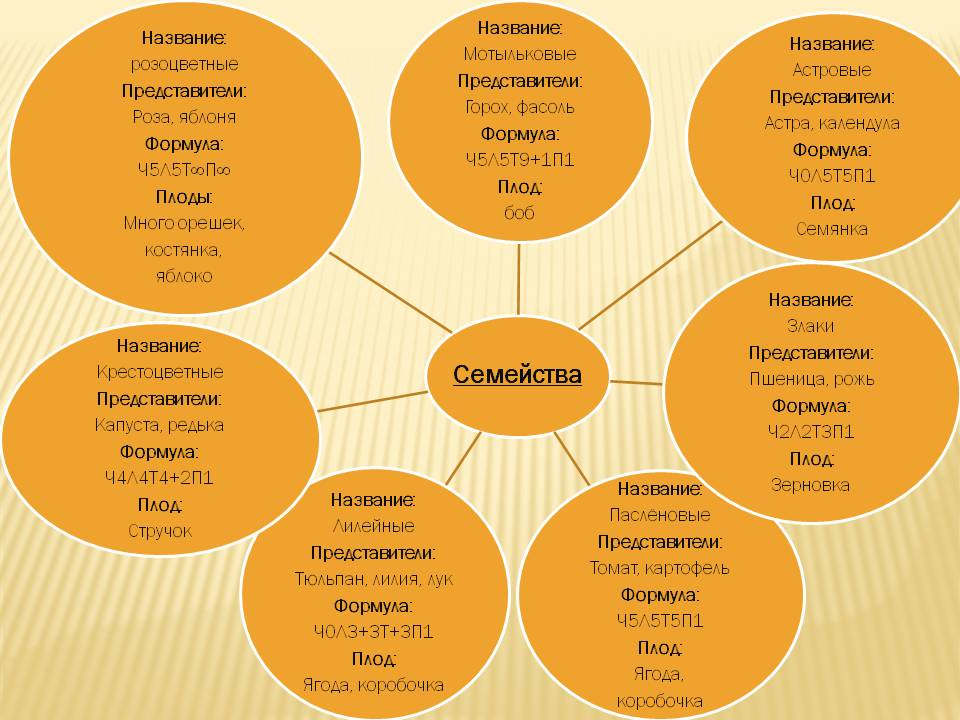 Название:
розоцветные
Представители:
Роза, яблоня
Формула:
Ч5Л5Т∞П∞
Плоды:
Много орешек,
костянка,
яблоко
Название:
Мотыльковые
Представители:
Горох, фасоль
Формула:
Ч5Л5Т9+1П1
Плод:
боб
Название:
Астровые
Представители:
Астра, календула
Формула:
Ч0Л5Т5П1
Плод:
Семянка
Название:
Злаки
Представители:
Пшеница, рожь
Формула:
Ч2Л2Т3П1
Плод:
Зерновка
Название:
Паслёновые
Представители:
Томат, картофель
Формула:
Ч5Л5Т5П1
Плод:
Ягода,
коробочка
Название:
Лилейные
Представители:
Тюльпан, лилия, лук
Формула:
Ч0Л3+3Т+3П1
Плод:
Ягода, коробочка
Название:
Крестоцветные
Представители:
Капуста, редька
Формула:
Ч4Л4Т4+2П1
Плод:
Стручок
Семейства